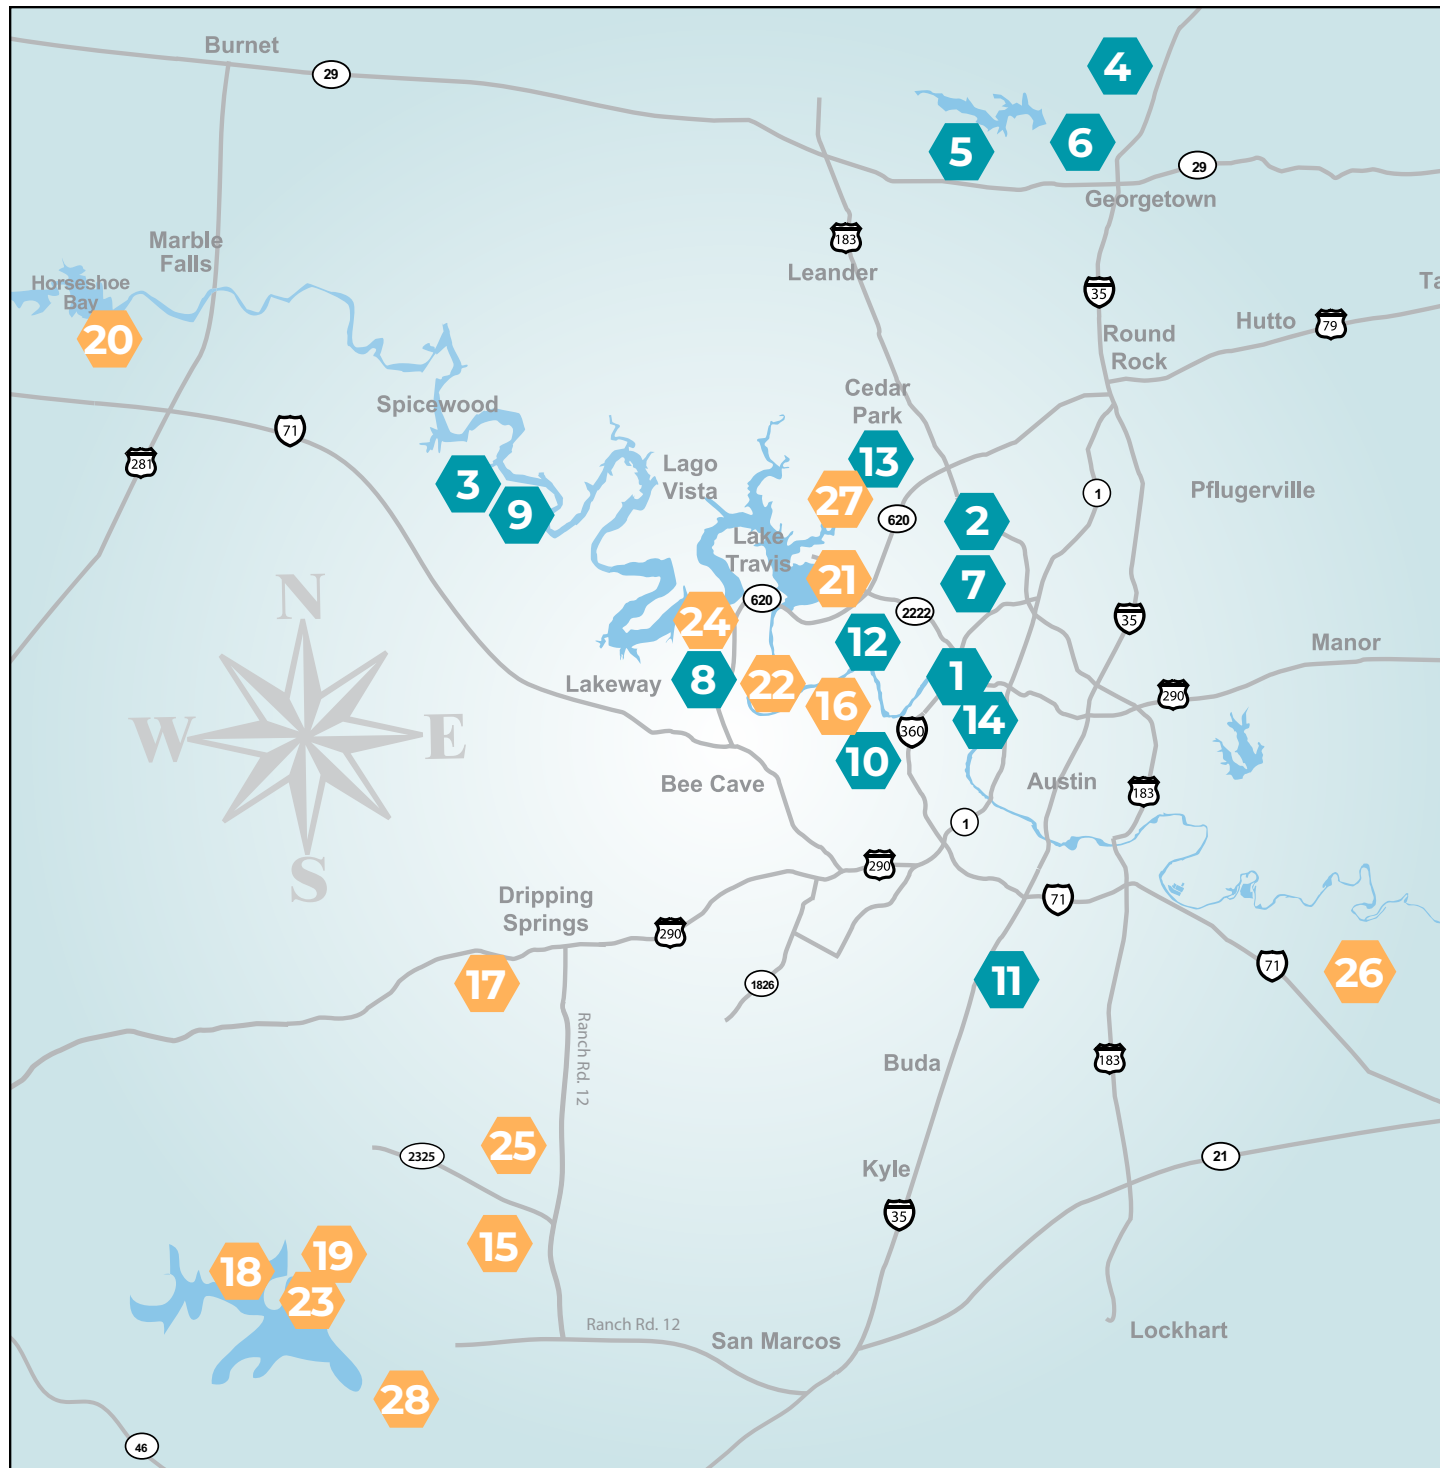 Burnet
29
4
5
6
29
Georgetown
183
Leander
Marble
Falls
Horseshoe
Bay
20
35
Ta
Hutto
79
Round
Rock
Cedar
Park
Spicewood
71
281
3
9
Lago
Vista
13
27
620
2
1
Pflugerville
Lake
Travis
21
7
620
2222
35
24
12
Manor
N
W
E
S
Lakeway
8
22
16
1
14
290
360
10
Bee Cave
Austin
183
1
290
Dripping
Springs
290
71
17
1826
11
71
26
Ranch Rd. 12
Buda
183
25
2325
Kyle
21
35
15
19
18
23
Ranch Rd. 12
San Marcos
Lockhart
28
46